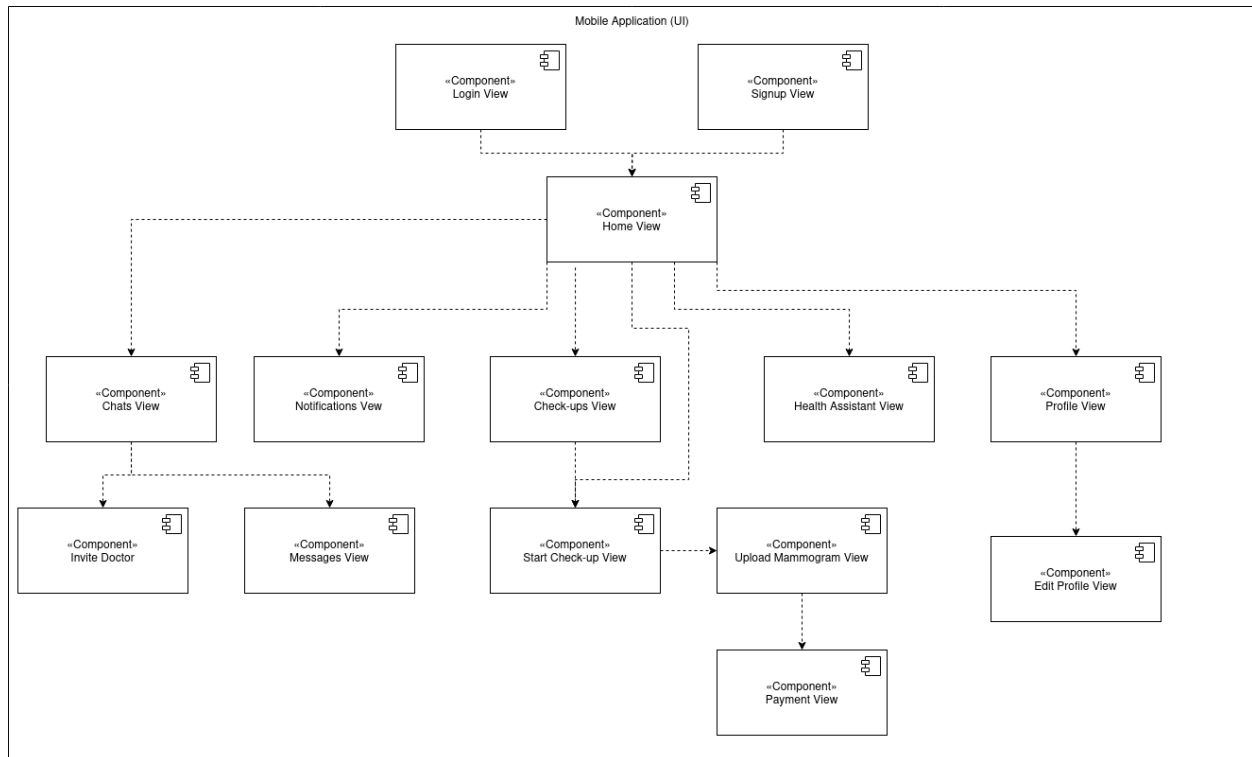 Mobile Application (UI)
«Component»
Login View
«Component»
Signup View
«Component»
Home View
«Component»
Chats View
«Component»
Notifications Vew
«Component»
Check-ups View
«Component»
Health Assistant View
«Component»
Profile View
«Component»
Invite Doctor
«Component»
Messages View
«Component»
Start Check-up View
«Component»
Upload Mammogram View
«Component»
Edit Profile View
«Component»
Payment View